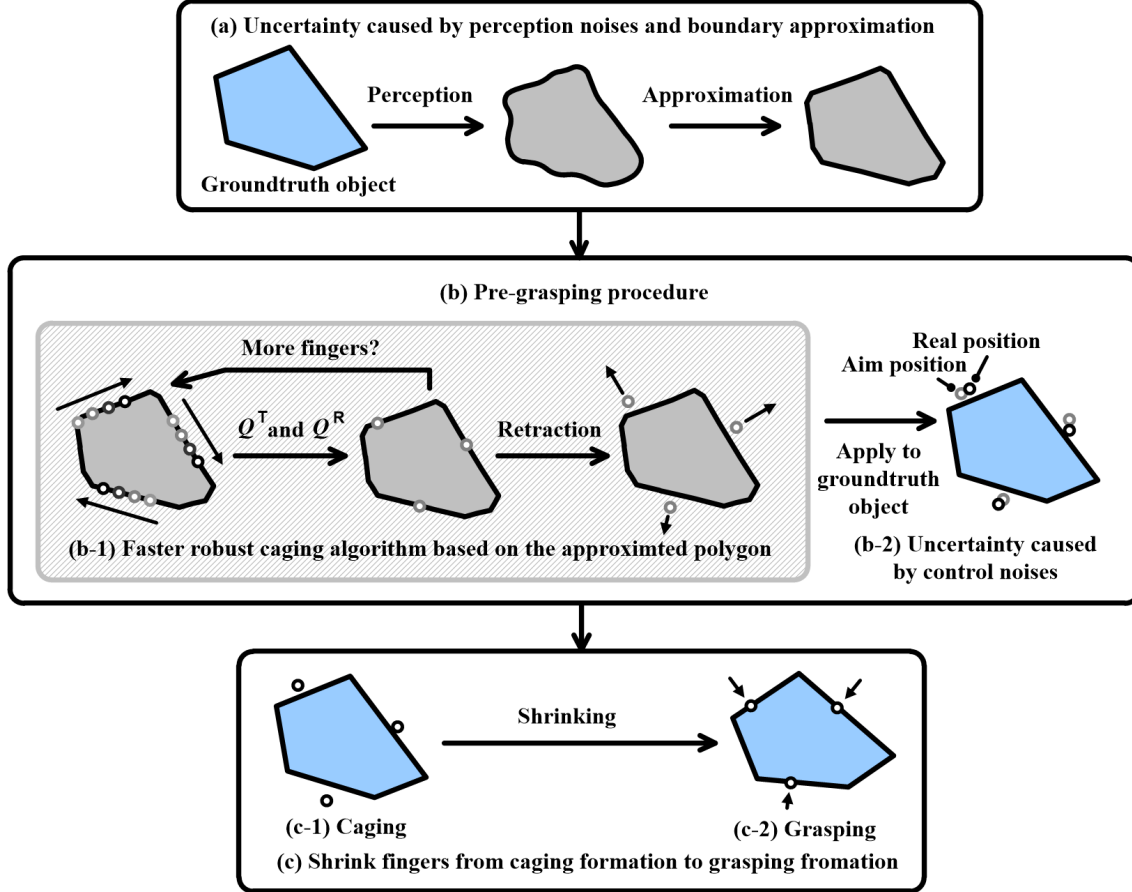 (a) Uncertainty caused by perception noises and boundary approximation
Perception
Approximation
Groundtruth object
(b) Pre-grasping procedure
More fingers?
Q^T and Q^R
Retraction
Real position
Aim position
Apply to
groundtruth
object
(b-1) Faster robust caging algorithm based on the approximted polygon
(b-2) Uncertainty caused
by control noises
Shrinking
(c-1) Caging
(c-2) Grasping
(c) Shrink fingers from caging formation to grasping fromation